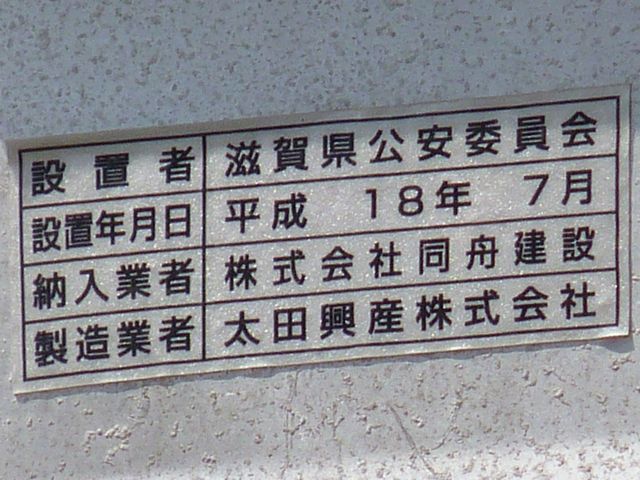 設置者 滋賀県公安委員会
設置年月日 平成 18年 7月
納入業者 株式会社同舟建設
製造業者 太田興産株式会社